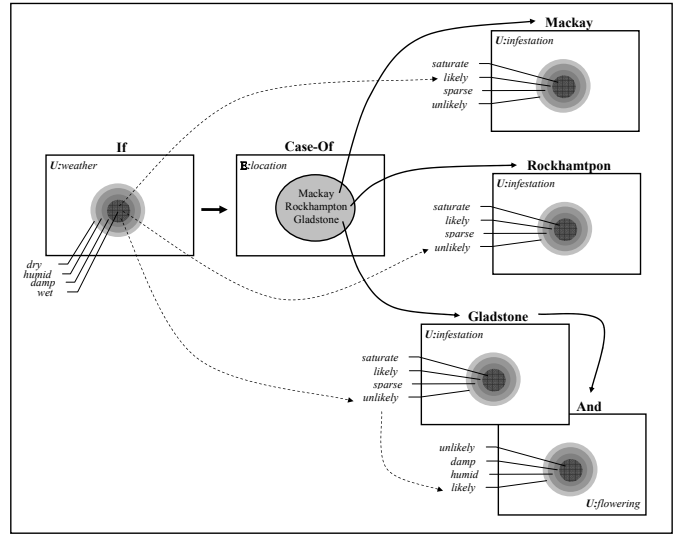 Mackay
U:infestation
saturate
likely
sparse
unlikely
If
U:weather
dry
humid
damp
wet
Case-Of
E:location
Mackay
Rockhampton
Gladstone
Rockhamtpon
U:infestation
saturate
likely
sparse
unlikely
Gladstone
U:infestation
saturate
likely
sparse
unlikely
And
unlikely
damp
humid
likely
U:flowering